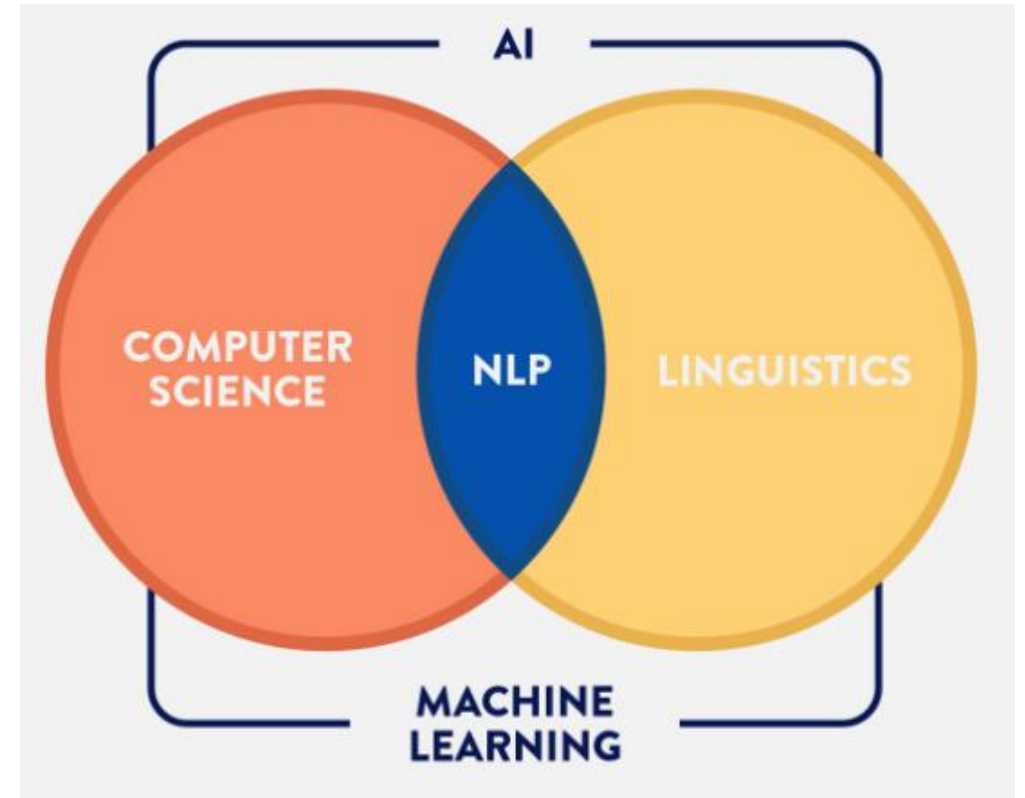 AI
COMPUTER
SCIENCE
NLP
LINGUISTICS
MACHINE
LEARNING